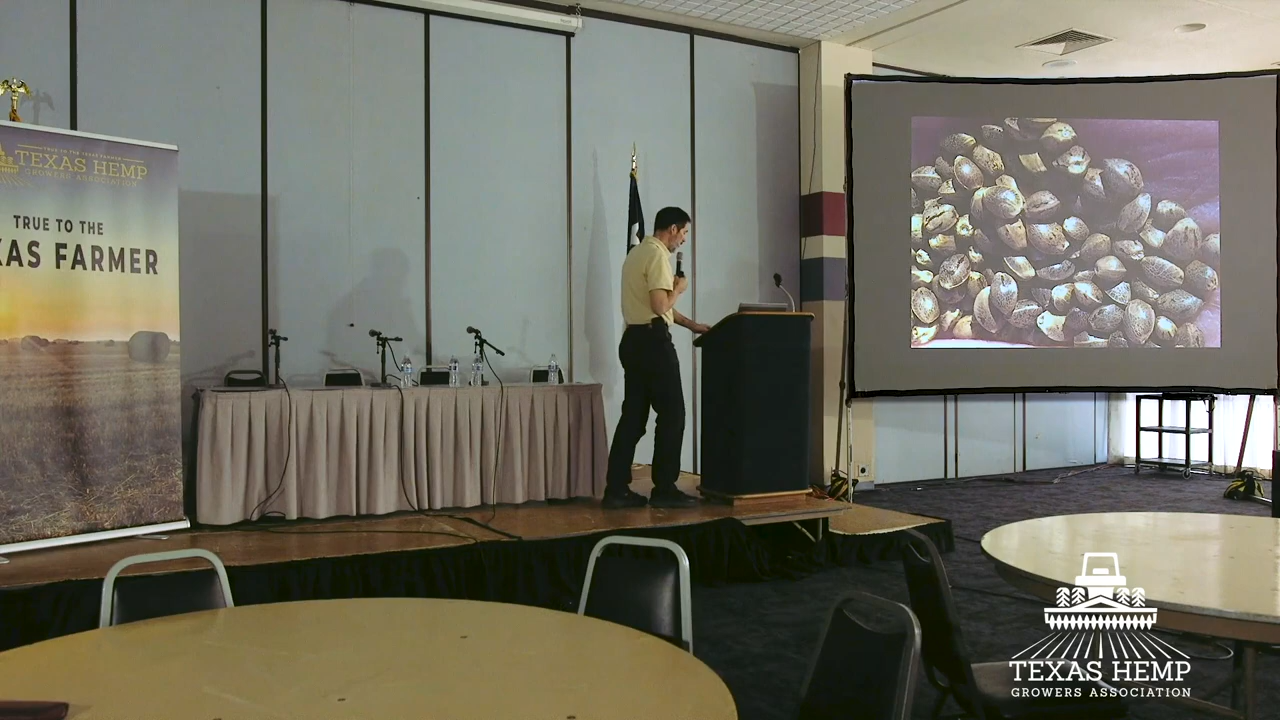 TEXAS HEMP
GROWERS ASSOCIATION
TRUE TO THE
XAS FARMER
TEXAS HEMP
GROWERS ASSOCIATION